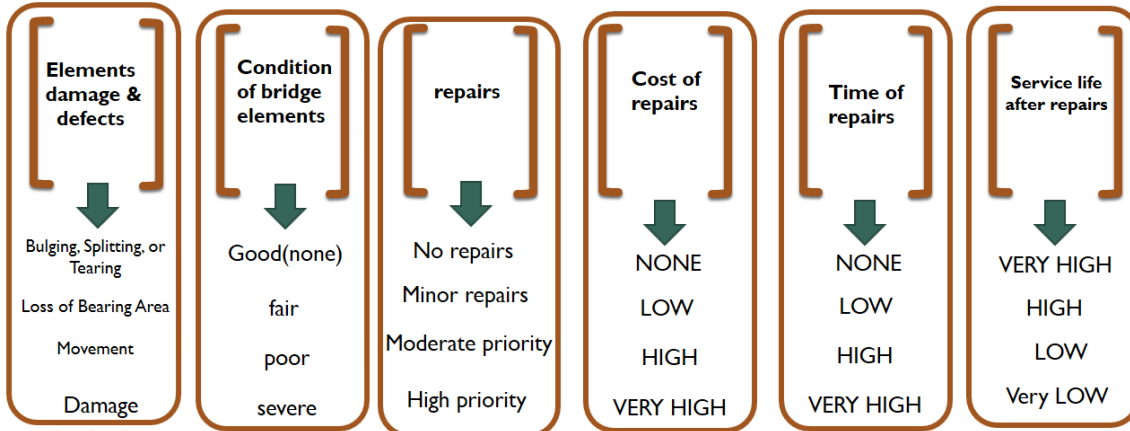 Elements
damage &
defects
Bulging, Splitting, or
Tearing
Loss of Bearing Area
Movement
Damage
Condition
of bridge
elements
Good(none)
fair
poor
severe
repairs
No repairs
Minor repairs
Moderate priority
High priority
Cost of
repairs
NONE
LOW
HIGH
VERY HIGH
Time of
repairs
NONE
LOW
HIGH
VERY HIGH
Service life
after repairs
VERY HIGH
HIGH
LOW
Very LOW